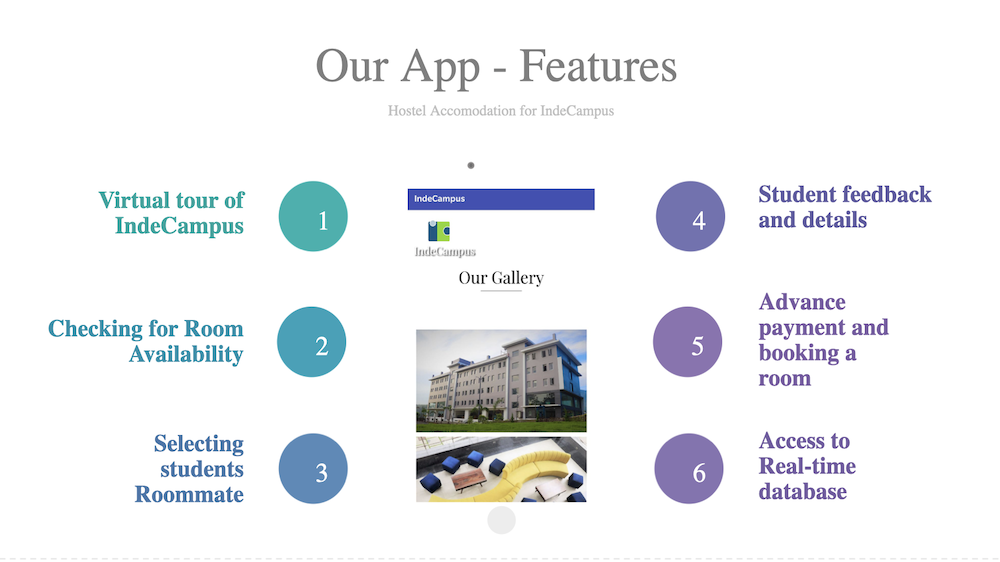 Our App - Features
Hostel Accomodation for IndeCampus
Virtual tour of
IndeCampus
1
Checking for Room
Availability
2
Selecting
students
Roommate
3
IndeCampus
IndeCampus
Our Gallery
4
Student feedback
and details
5
Advance
payment and
booking a
room
6
Access to
Real-time
database